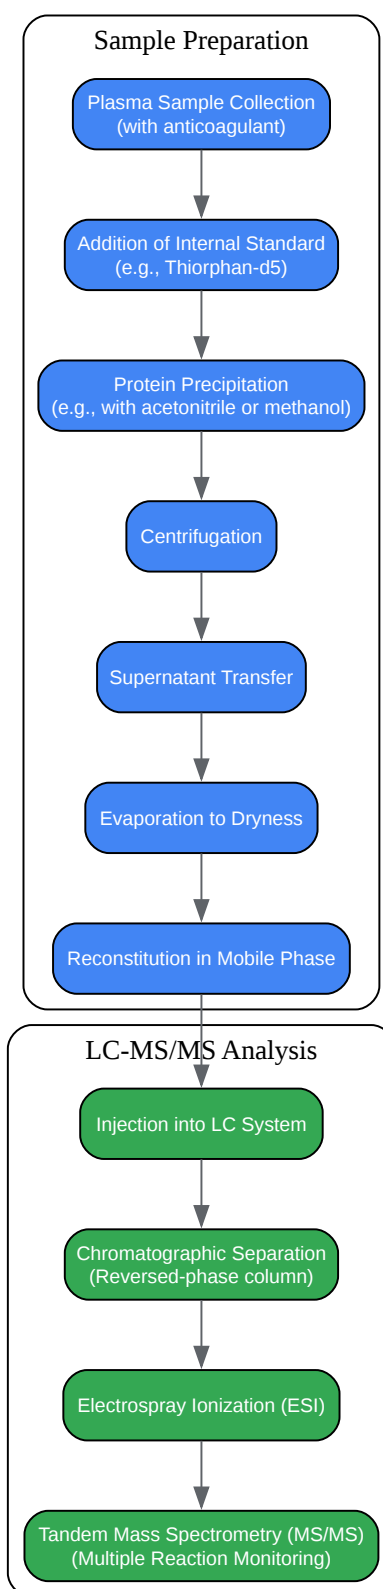 Sample Preparation
Plasma Sample Collection
(with anticoagulant)
Addition of Internal Standard
(e.g., Thiorphan-d5)
Protein Precipitation
(e.g., with acetonitrile or methanol)
Centrifugation
Supernatant Transfer
Evaporation to Dryness
Reconstitution in Mobile Phase
LC-MS/MS Analysis
Injection into LC System
Chromatographic Separation
(Reversed-phase column)
Electrospray Ionization (ESI)
Tandem Mass Spectrometry (MS/MS)
(Multiple Reaction Monitoring)